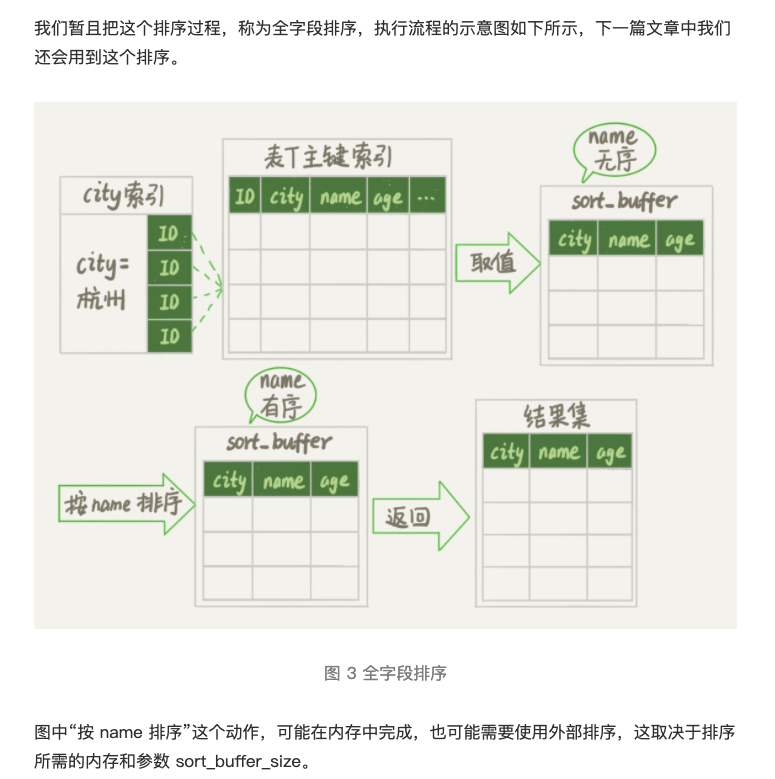 我们暂且把这个排序过程，称为全字段排序，执行流程的示意图如下所示，下一篇文章中我们
还会用到这个排序。
name
无序
表T主键索引
city索引
sort_buffer
ID city name age ...
ID
city name age
city=
杭州
ID
取值
ID
ID
name
有序
结果集
sort_buffer
city name age
city name age
按name排序
返回
图 3 全字段排序
图中“按 name 排序”这个动作，可能在内存中完成，也可能需要使用外部排序，这取决于排序
所需的内存和参数 sort_buffer_size。